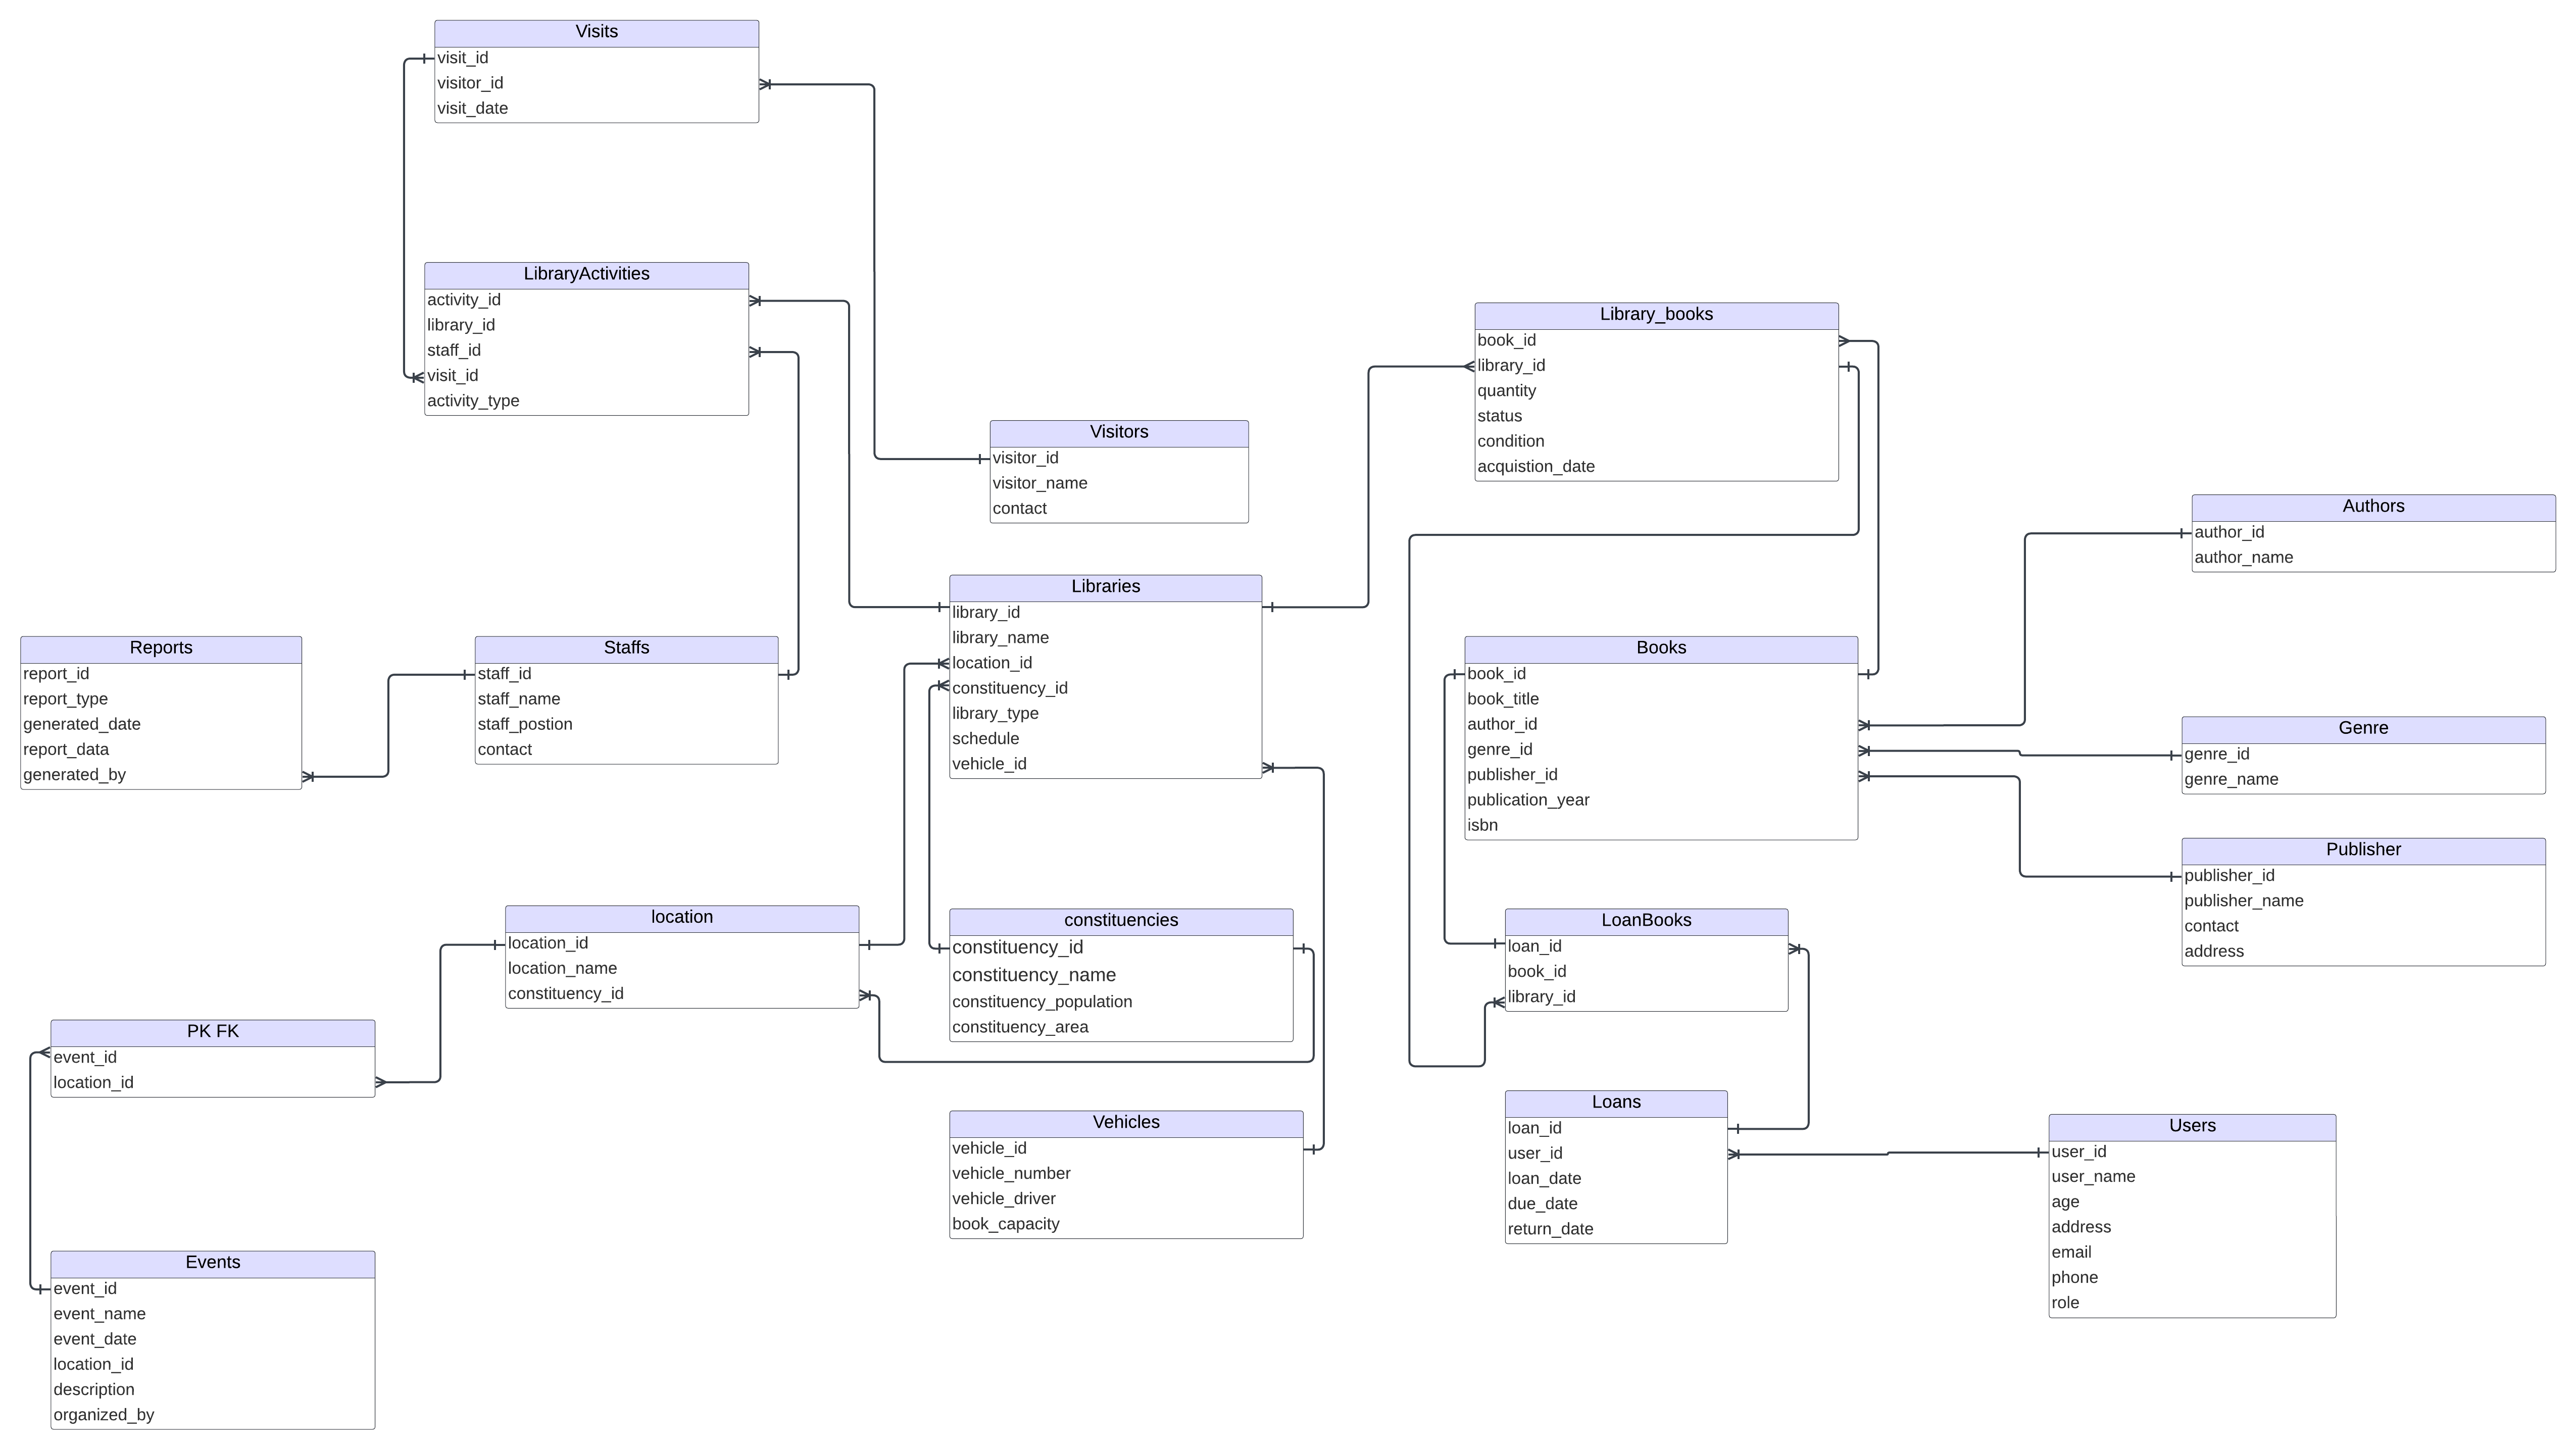 Visits
visit_id
visitor_id
visit_date
LibraryActivities
activity_id
library_id
staff_id
visit_id
activity_type
Visitors
visitor_id
visitor_name
contact
Library_books
book_id
library_id
quantity
status
condition
acquistion_date
Authors
author_id
author_name
Libraries
library_id
library_name
location_id
constituency_id
library_type
schedule
vehicle_id
Reports
report_id
report_type
generated_date
report_data
generated_by
Staffs
staff_id
staff_name
staff_postion
contact
Books
book_id
book_title
author_id
genre_id
publisher_id
publication_year
isbn
Genre
genre_id
genre_name
Publisher
publisher_id
publisher_name
contact
address
location
location_id
location_name
constituency_id
constituencies
constituency_id
constituency_name
constituency_population
constituency_area
LoanBooks
loan_id
book_id
library_id
PK FK
event_id
location_id
Vehicles
vehicle_id
vehicle_number
vehicle_driver
book_capacity
Loans
loan_id
user_id
loan_date
due_date
return_date
Users
user_id
user_name
age
address
email
phone
role
Events
event_id
event_name
event_date
location_id
description
organized_by